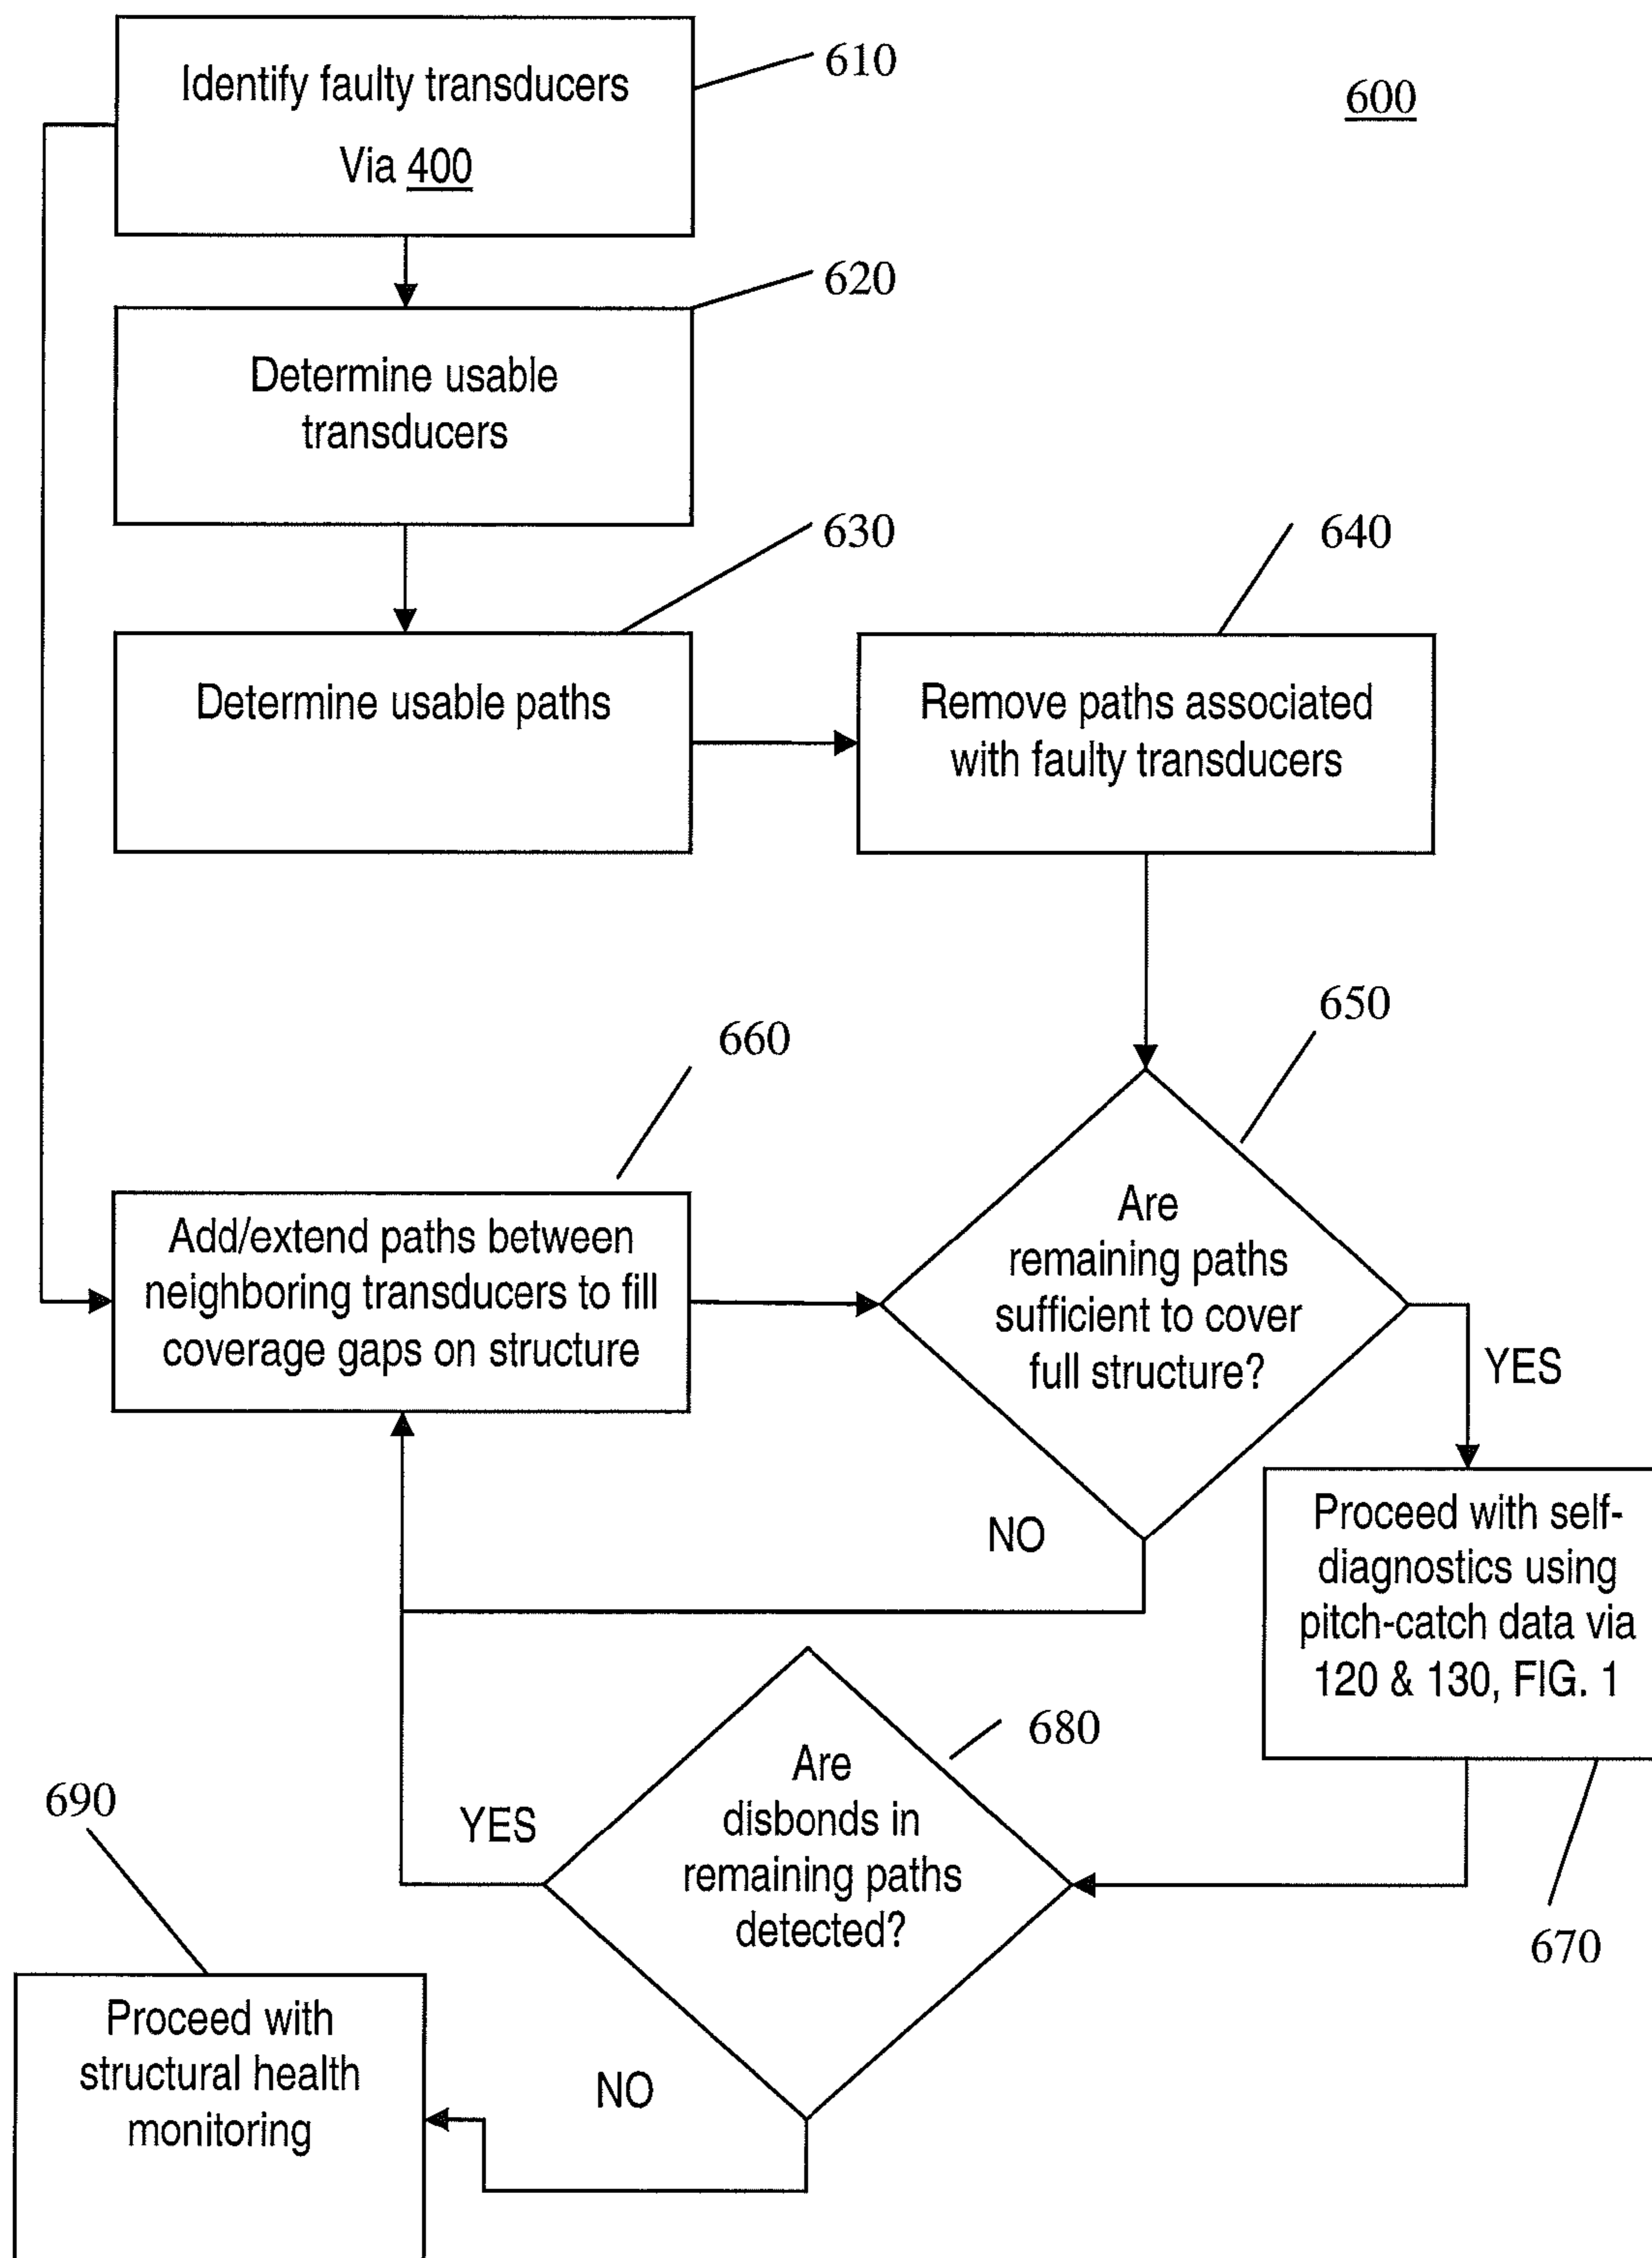 610
Identify faulty transducers
Via 400
600
620
Determine usable
transducers
630
Determine usable paths
640
Remove paths associated
with faulty transducers
650
660
Are
remaining paths
sufficient to cover
full structure?
Add/extend paths between
neighboring transducers to fill
coverage gaps on structure
YES
NO
Proceed with self-
diagnostics using
pitch-catch data via
120 & 130, FIG. 1
670
680
Are
disbonds in
remaining paths
detected?
YES
690
NO
Proceed with
structural health
monitoring